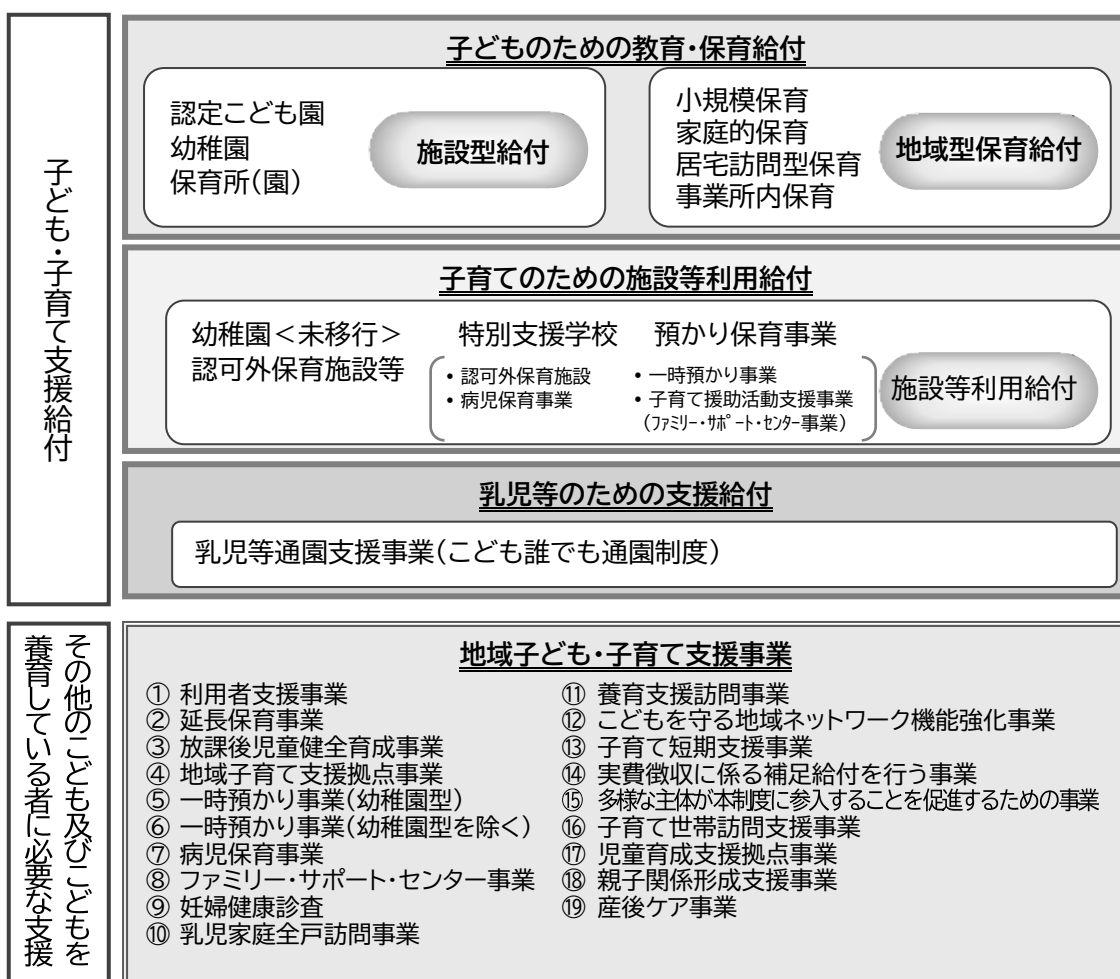 子ども・子育て支援給付
子どものための教育・保育給付
認定こども園
幼稚園
保育所(園)
施設型給付
小規模保育
家庭的保育
居宅訪問型保育
事業所内保育
地域型保育給付
子育てのための施設等利用給付
幼稚園<未移行>
認可外保育施設等
特別支援学校
預かり保育事業
• 認可外保育施設
• 病児保育事業
• 一時預かり事業
• 子育て援助活動支援事業
(ファミリー・サポート・センター事業)
施設等利用給付
乳児等のための支援給付
乳児等通園支援事業(こども誰でも通園制度)
その他のこども及びこどもを
養育している者に必要な支援
地域子ども・子育て支援事業
① 利用者支援事業
② 延長保育事業
③ 放課後児童健全育成事業
④ 地域子育て支援拠点事業
⑤ 一時預かり事業(幼稚園型)
⑥ 一時預かり事業(幼稚園型を除く)
⑦ 病児保育事業
⑧ ファミリー・サポート・センター事業
⑨ 妊婦健康診査
⑩ 乳児家庭全戸訪問事業
⑪ 養育支援訪問事業
⑫ こどもを守る地域ネットワーク機能強化事業
⑬ 子育て短期支援事業
⑭ 実費徴収に係る補足給付を行う事業
⑮ 多様な主体が本制度に参入することを促進するための事業
⑯ 子育て世帯訪問支援事業
⑰ 児童育成支援拠点事業
⑱ 親子関係形成支援事業
⑲ 産後ケア事業